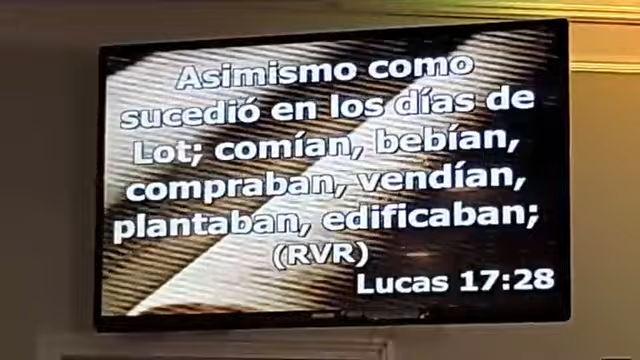 Asimismo como
sucedió en los días de
Lot; comían, bebían,
compraban, vendían,
plantaban, edificaban;
(RVR)
Lucas 17:28